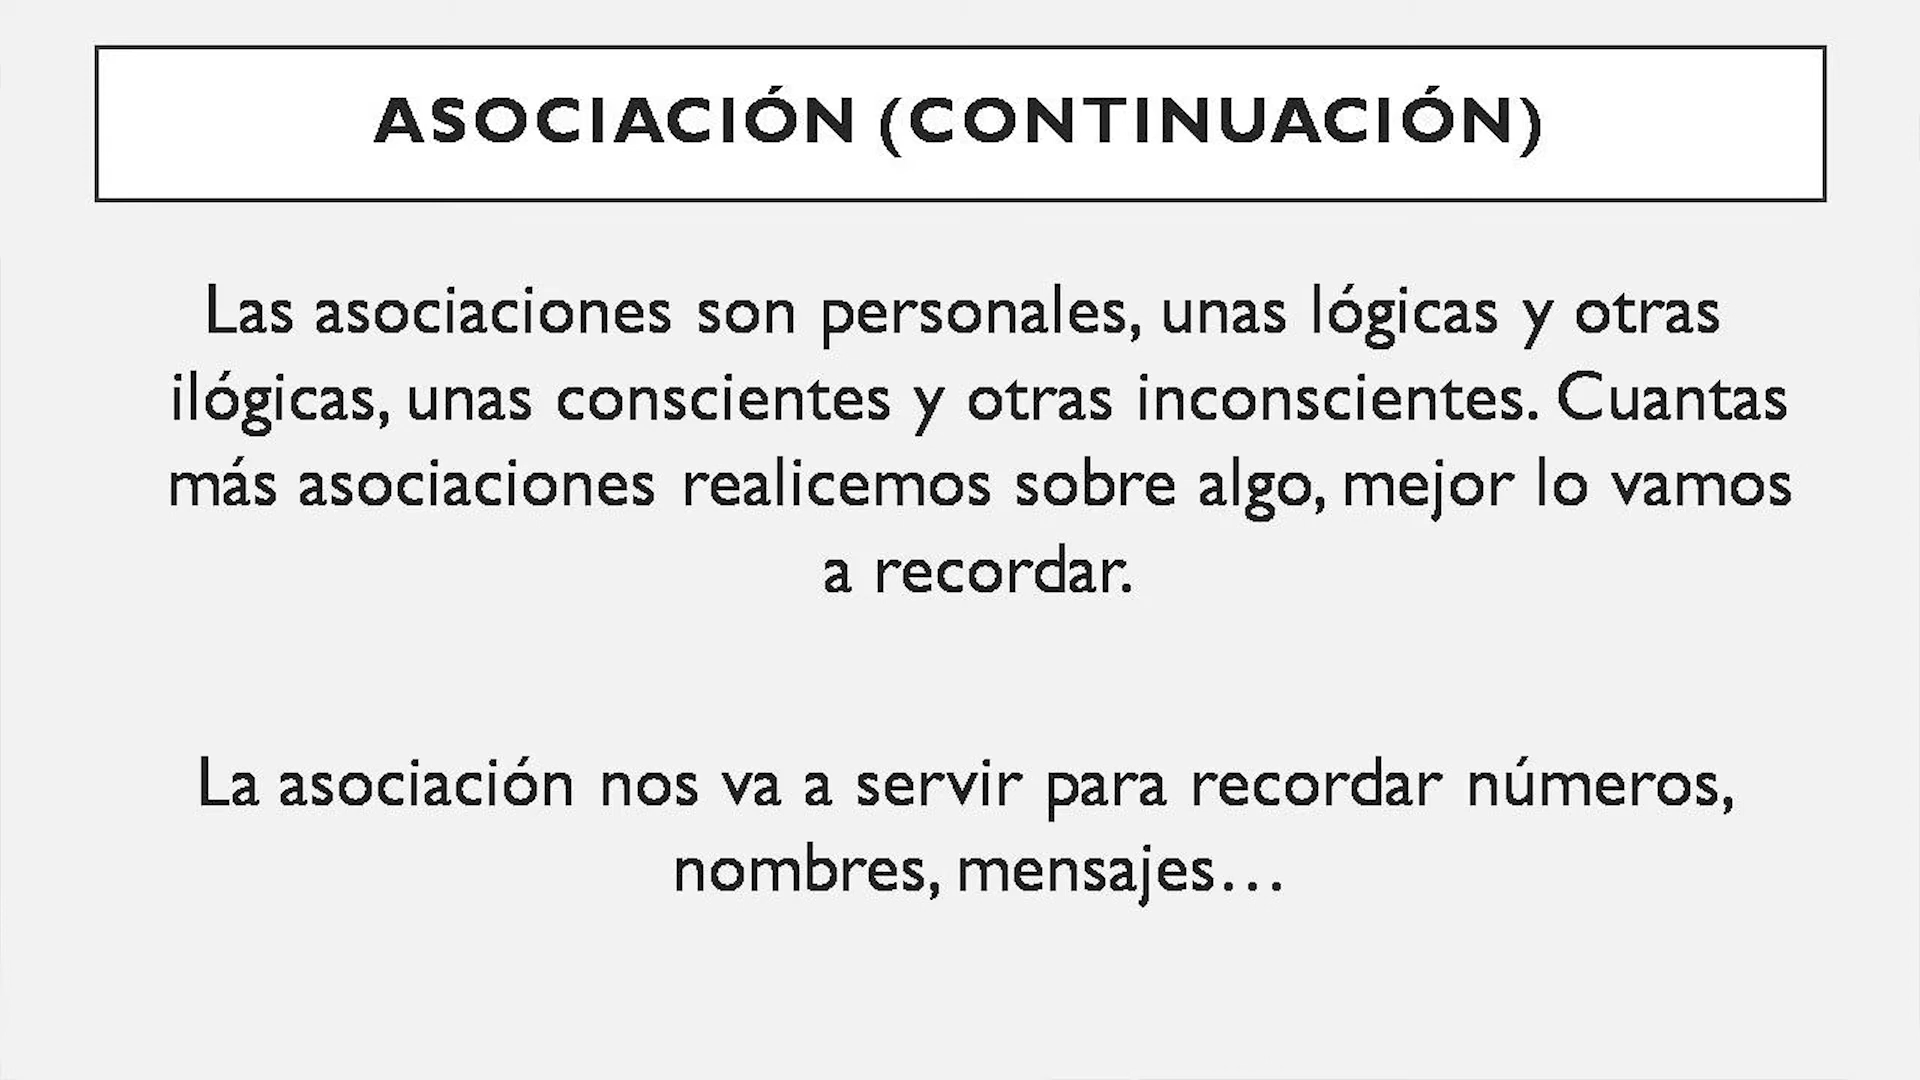 ASOCIACIÓN (CONTINUACIÓN)
Las asociaciones son personales, unas lógicas y otras
ilógicas, unas conscientes y otras inconscientes. Cuantas
más asociaciones realicemos sobre algo, mejor lo vamos
a recordar.
La asociación nos va a servir para recordar números,
nombres, mensajes…